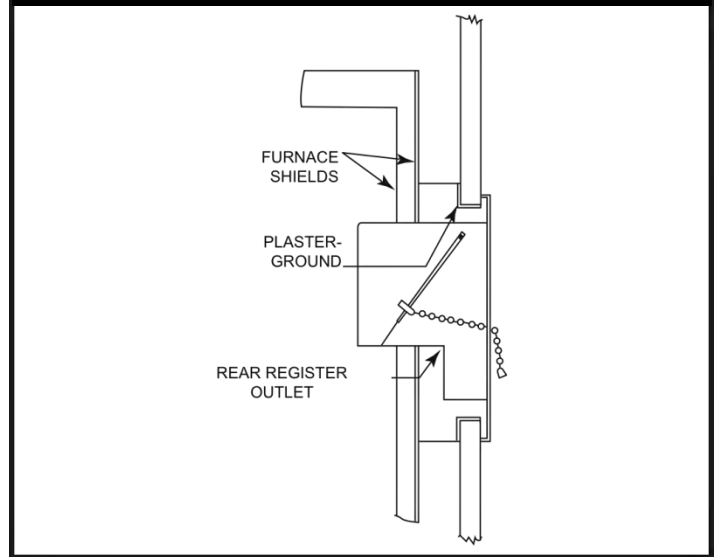 FURNACE
SHIELDS
PLASTER-
GROUND
REAR REGISTER
OUTLET